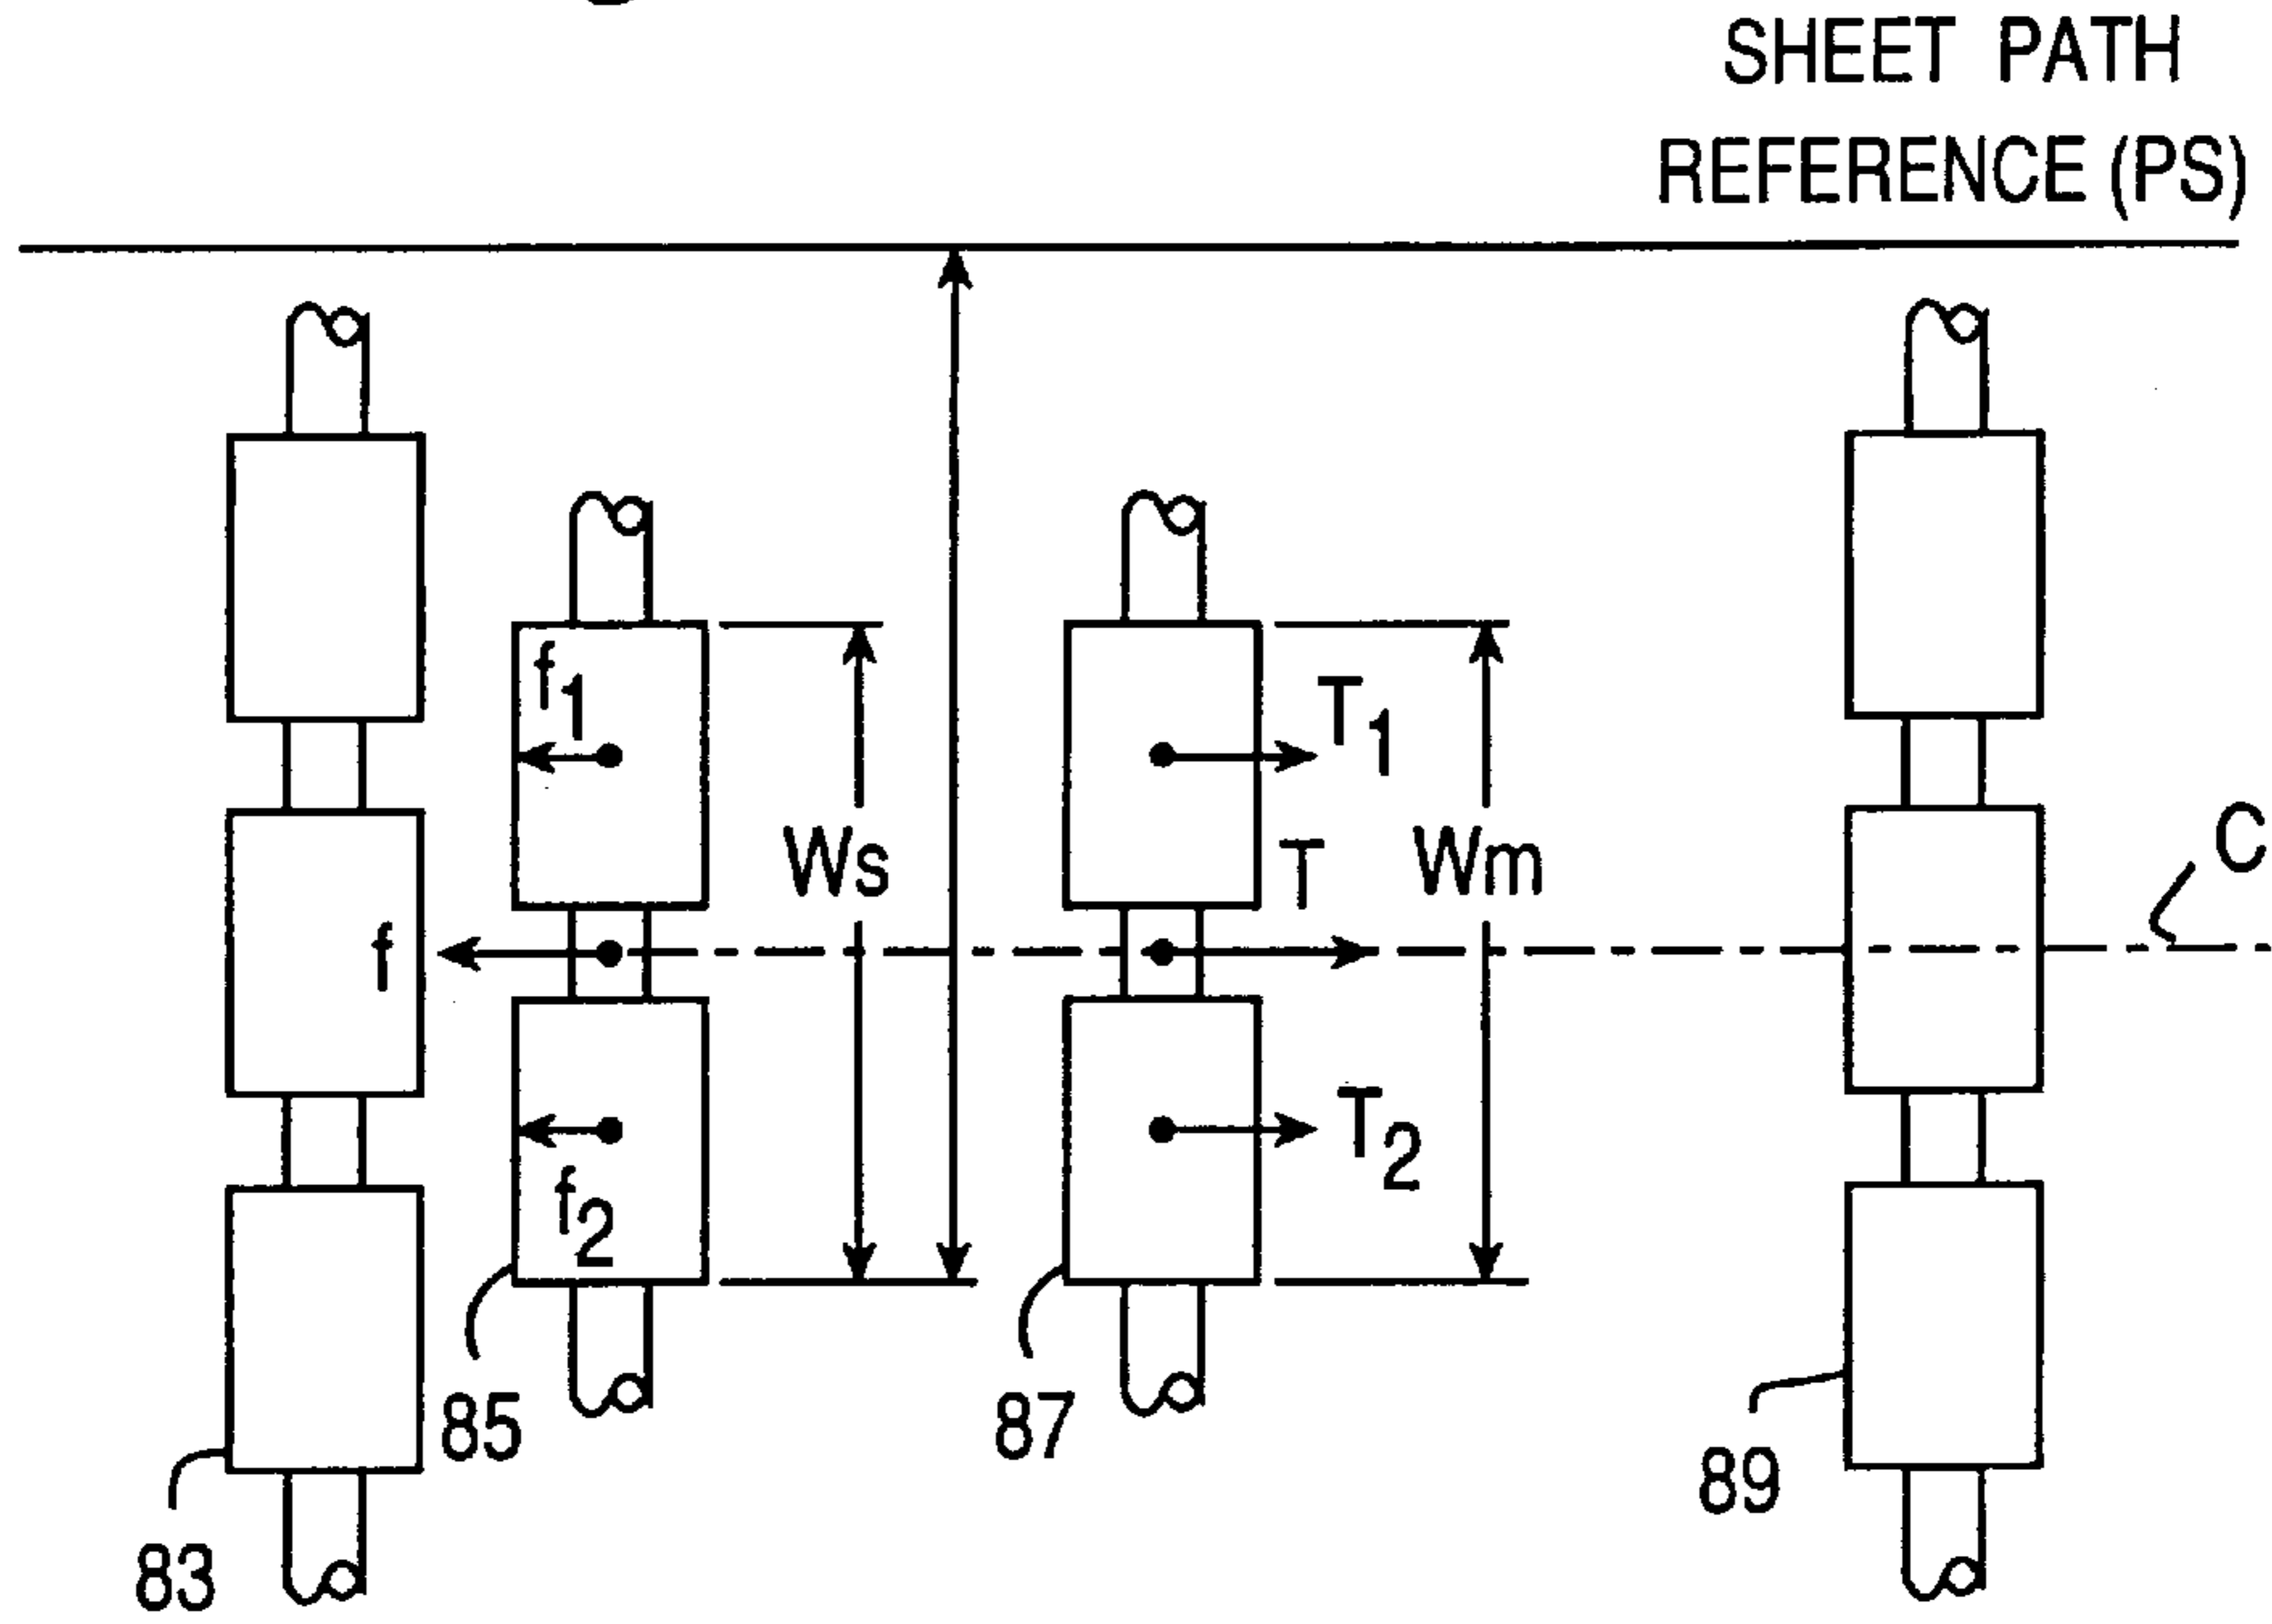 SHEET PATH
REFERENCE (PS)
f1
T1
Ws
T
Wm
C
f
f2
T2
85
87
89
83